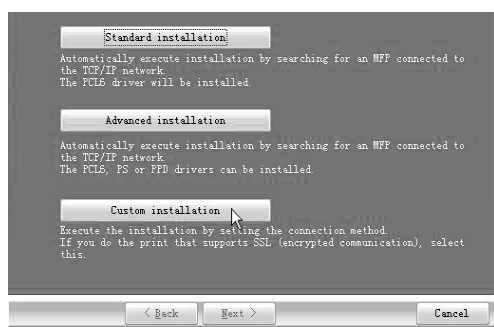 Standard installation
Automatically execute installation by searching for an MFP connected to
the TCP/IP network.
The PCL6 driver will be installed.
Advanced installation
Automatically execute installation by searching for an MFP connected to
the TCP/IP network.
The PCL6, PS or PPD drivers can be installed.
Custom installation
Execute the installation by setting the connection method.
If you do the print that supports SSL (encrypted communication), select
this.
< Back Next > Cancel